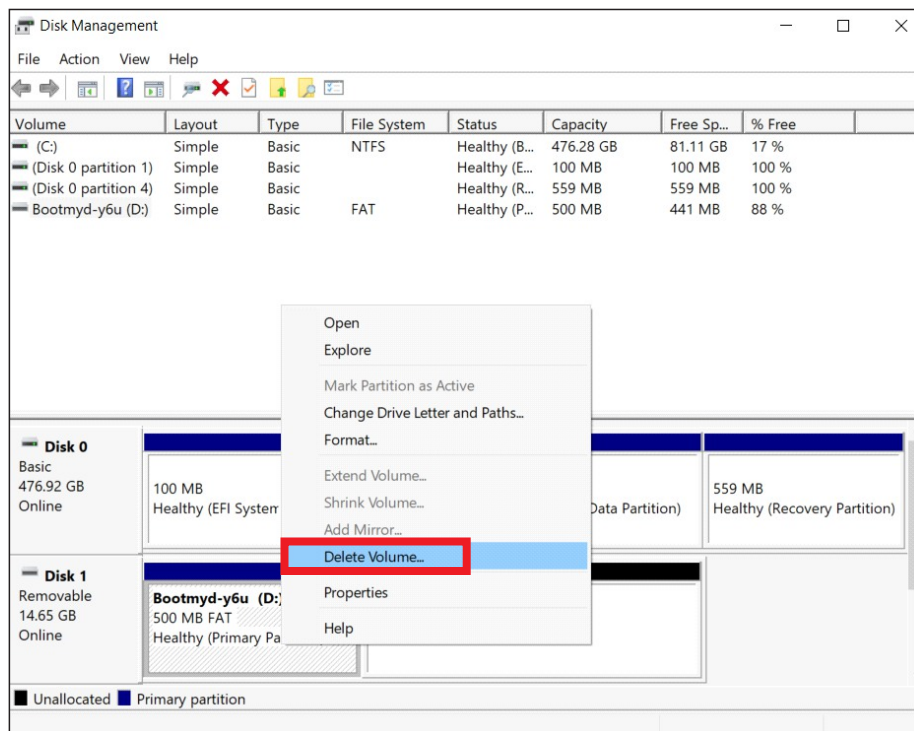 Disk Management
File Action View Help
Volume Layout Type File System Status Capacity Free Sp... % Free
(C:) Simple Basic NTFS Healthy (B... 476.28 GB 81.11 GB 17 %
(Disk 0 partition 1) Simple Basic Healthy (E... 100 MB 100 MB 100 %
(Disk 0 partition 4) Simple Basic Healthy (R... 559 MB 559 MB 100 %
Bootmyd-y6u (D:) Simple Basic FAT Healthy (P... 500 MB 441 MB 88 %
Open
Explore
Mark Partition as Active
Change Drive Letter and Paths...
Format...
Extend Volume...
Shrink Volume...
Add Mirror...
Delete Volume...
Properties
Help
Disk 0
Basic
476.92 GB
Online
100 MB
Healthy (EFI System
Data Partition)
559 MB
Healthy (Recovery Partition)
Disk 1
Removable
14.65 GB
Online
Bootmyd-y6u (D:)
500 MB FAT
Healthy (Primary Pa
Unallocated Primary partition